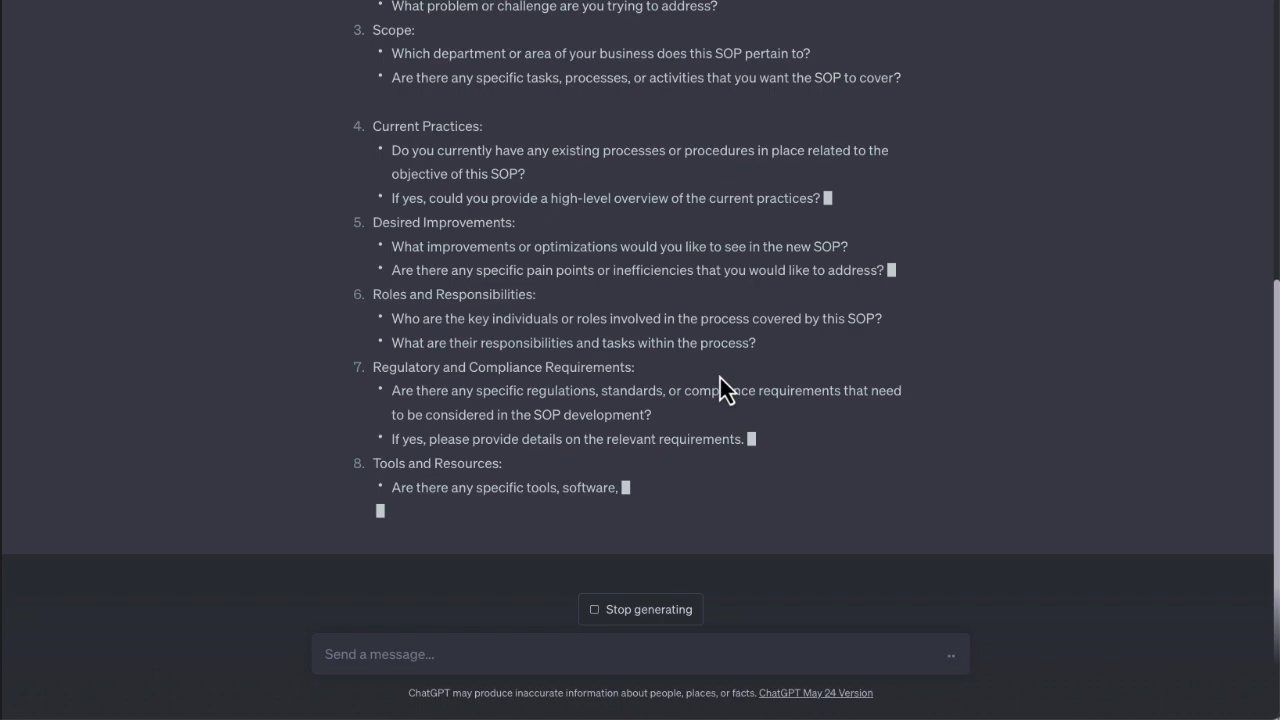 • What problem or challenge are you trying to address?
3. Scope:
• Which department or area of your business does this SOP pertain to?
• Are there any specific tasks, processes, or activities that you want the SOP to cover?
4. Current Practices:
• Do you currently have any existing processes or procedures in place related to the
objective of this SOP?
• If yes, could you provide a high-level overview of the current practices?
5. Desired Improvements:
• What improvements or optimizations would you like to see in the new SOP?
• Are there any specific pain points or inefficiencies that you would like to address?
6. Roles and Responsibilities:
• Who are the key individuals or roles involved in the process covered by this SOP?
• What are their responsibilities and tasks within the process?
7. Regulatory and Compliance Requirements:
• Are there any specific regulations, standards, or compliance requirements that need
to be considered in the SOP development?
• If yes, please provide details on the relevant requirements.
8. Tools and Resources:
• Are there any specific tools, software,
Stop generating
Send a message...
ChatGPT may produce inaccurate information about people, places, or facts. ChatGPT May 24 Version